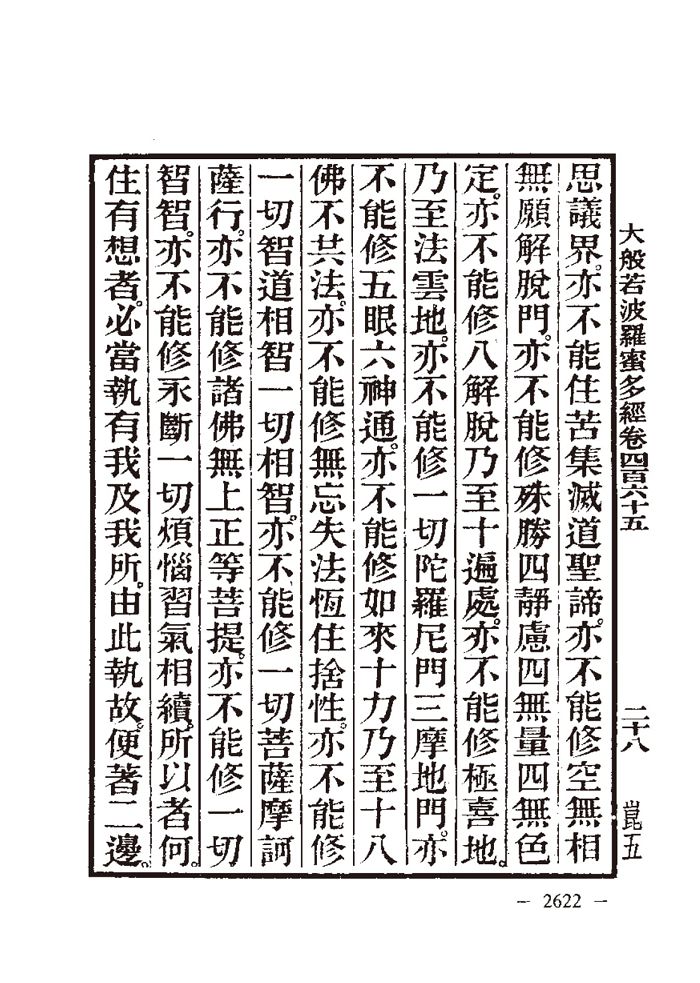 大般若波羅蜜多經卷四百六十五 二十八 崑五
思議界。亦不能住苦集滅道聖諦。亦不能修空無相
無願解脫門。亦不能修殊勝四靜慮四無量四無色
定。亦不能修八解脫乃至十遍處。亦不能修極喜地。
乃至法雲地。亦不能修一切陀羅尼門三摩地門。亦
不能修五眼六神通。亦不能修如來十力乃至十八
佛不共法。亦不能修無忘失法恆住捨性。亦不能修
一切智道相智一切相智。亦不能修一切菩薩摩訶
薩行。亦不能修諸佛無上正等菩提。亦不能修一切
智智。亦不能修永斷一切煩惱習氣相續。所以者何。
住有想者。必當執有我及我所。由此執故。便著二邊。
— 2622 —